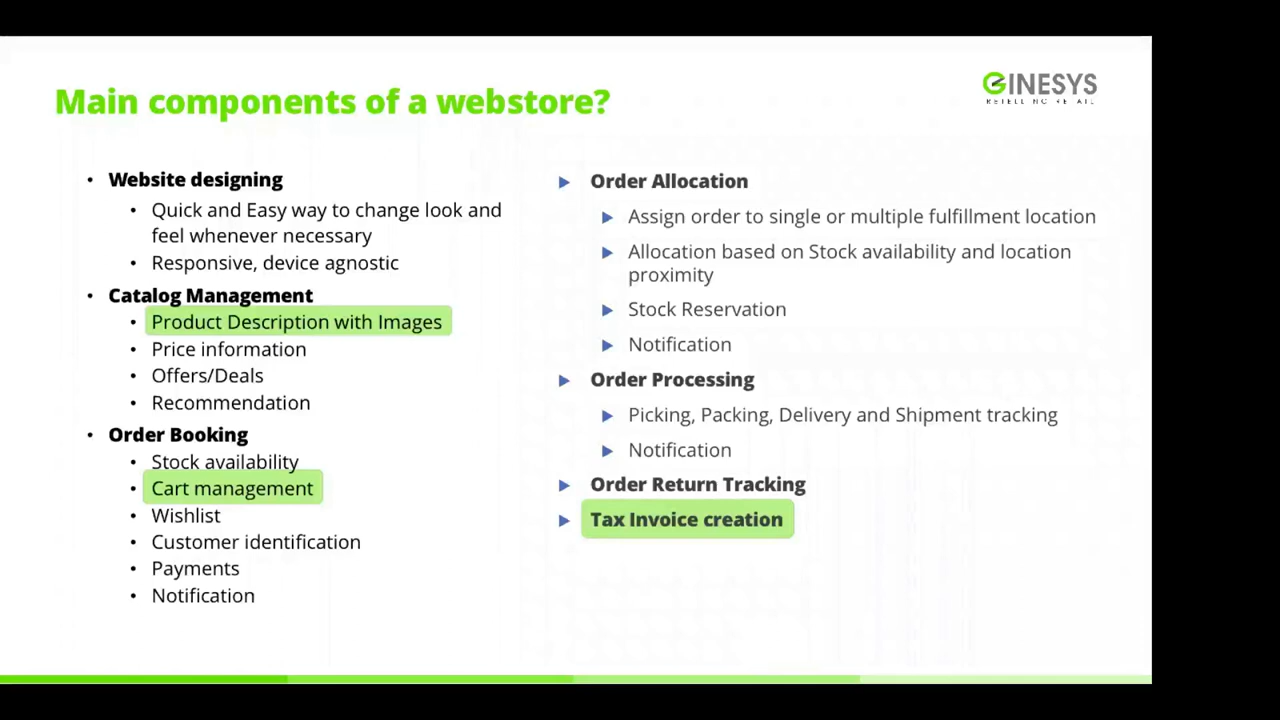 Main components of a webstore?
GINESYS
RETELLING RETAIL
• Website designing
• Quick and Easy way to change look and
feel whenever necessary
• Responsive, device agnostic
• Catalog Management
• Product Description with Images
• Price information
• Offers/Deals
• Recommendation
• Order Booking
• Stock availability
• Cart management
• Wishlist
• Customer identification
• Payments
• Notification
Order Allocation
Assign order to single or multiple fulfillment location
Allocation based on Stock availability and location
proximity
Stock Reservation
Notification
Order Processing
Picking, Packing, Delivery and Shipment tracking
Notification
Order Return Tracking
Tax Invoice creation